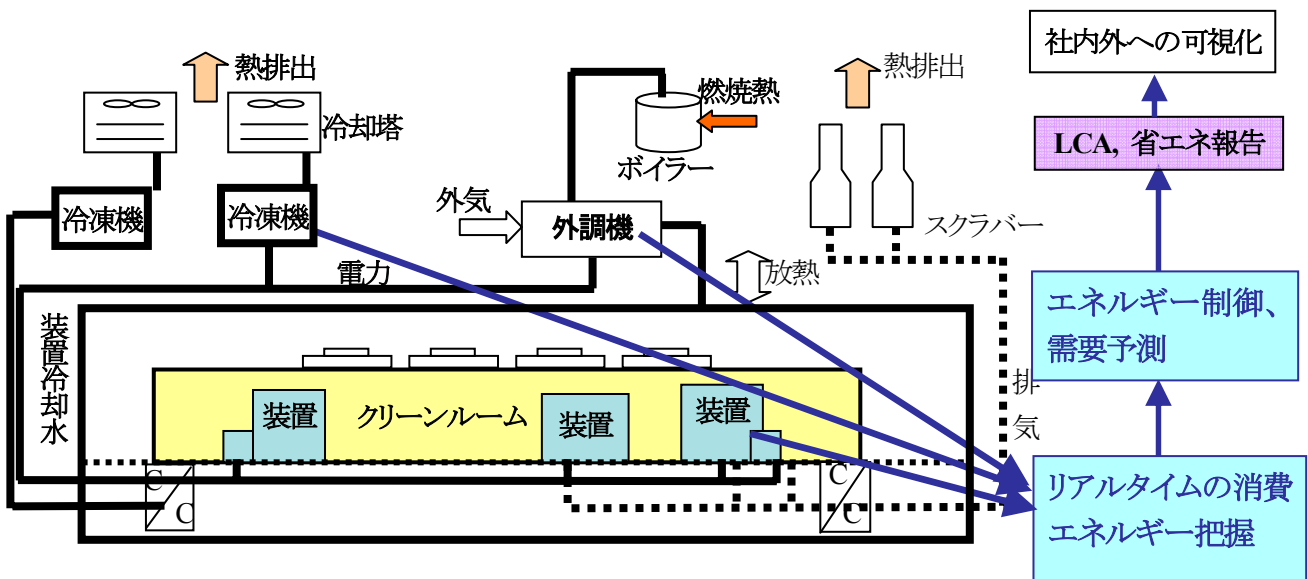 社内外への可視化
熱排出
熱排出
燃焼熱
冷却塔
LCA, 省エネ報告
ボイラー
外気
冷凍機
冷凍機
外調機
スクラバー
電力
放熱
エネルギー制御、
需要予測
装置冷却水
排気
装置
クリーンルーム
装置
装置
C
C
C
C
リアルタイムの消費
エネルギー把握